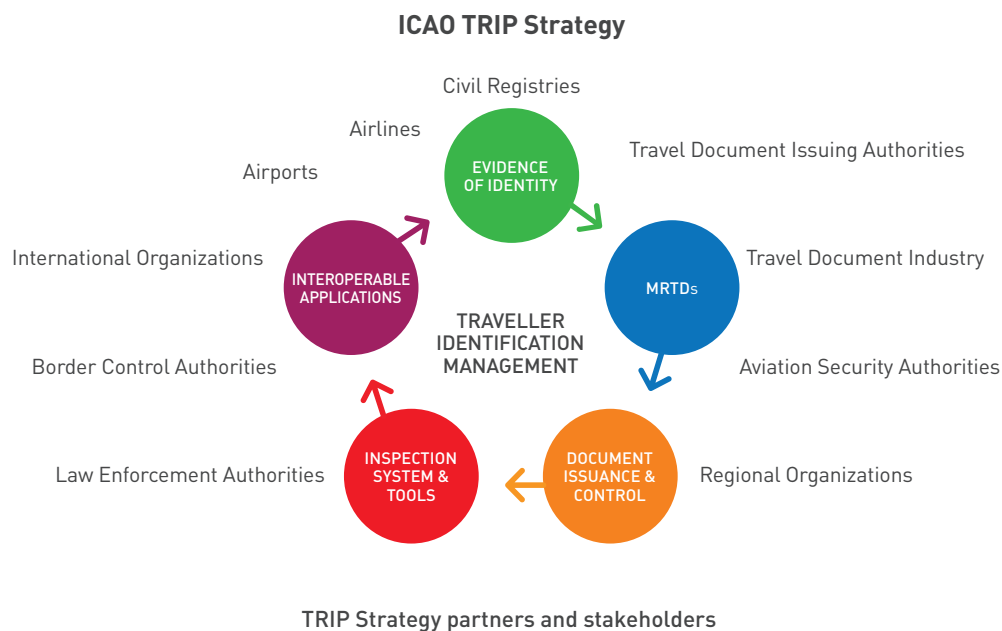 ICAO TRIP Strategy
Civil Registries
Airlines
Airports
Travel Document Issuing Authorities
EVIDENCE
OF IDENTITY
International Organizations
INTEROPERABLE
APPLICATIONS
MRTDs
Travel Document Industry
TRAVELLER
IDENTIFICATION
MANAGEMENT
Border Control Authorities
Aviation Security Authorities
Law Enforcement Authorities
INSPECTION
SYSTEM &
TOOLS
DOCUMENT
ISSUANCE &
CONTROL
Regional Organizations
TRIP Strategy partners and stakeholders